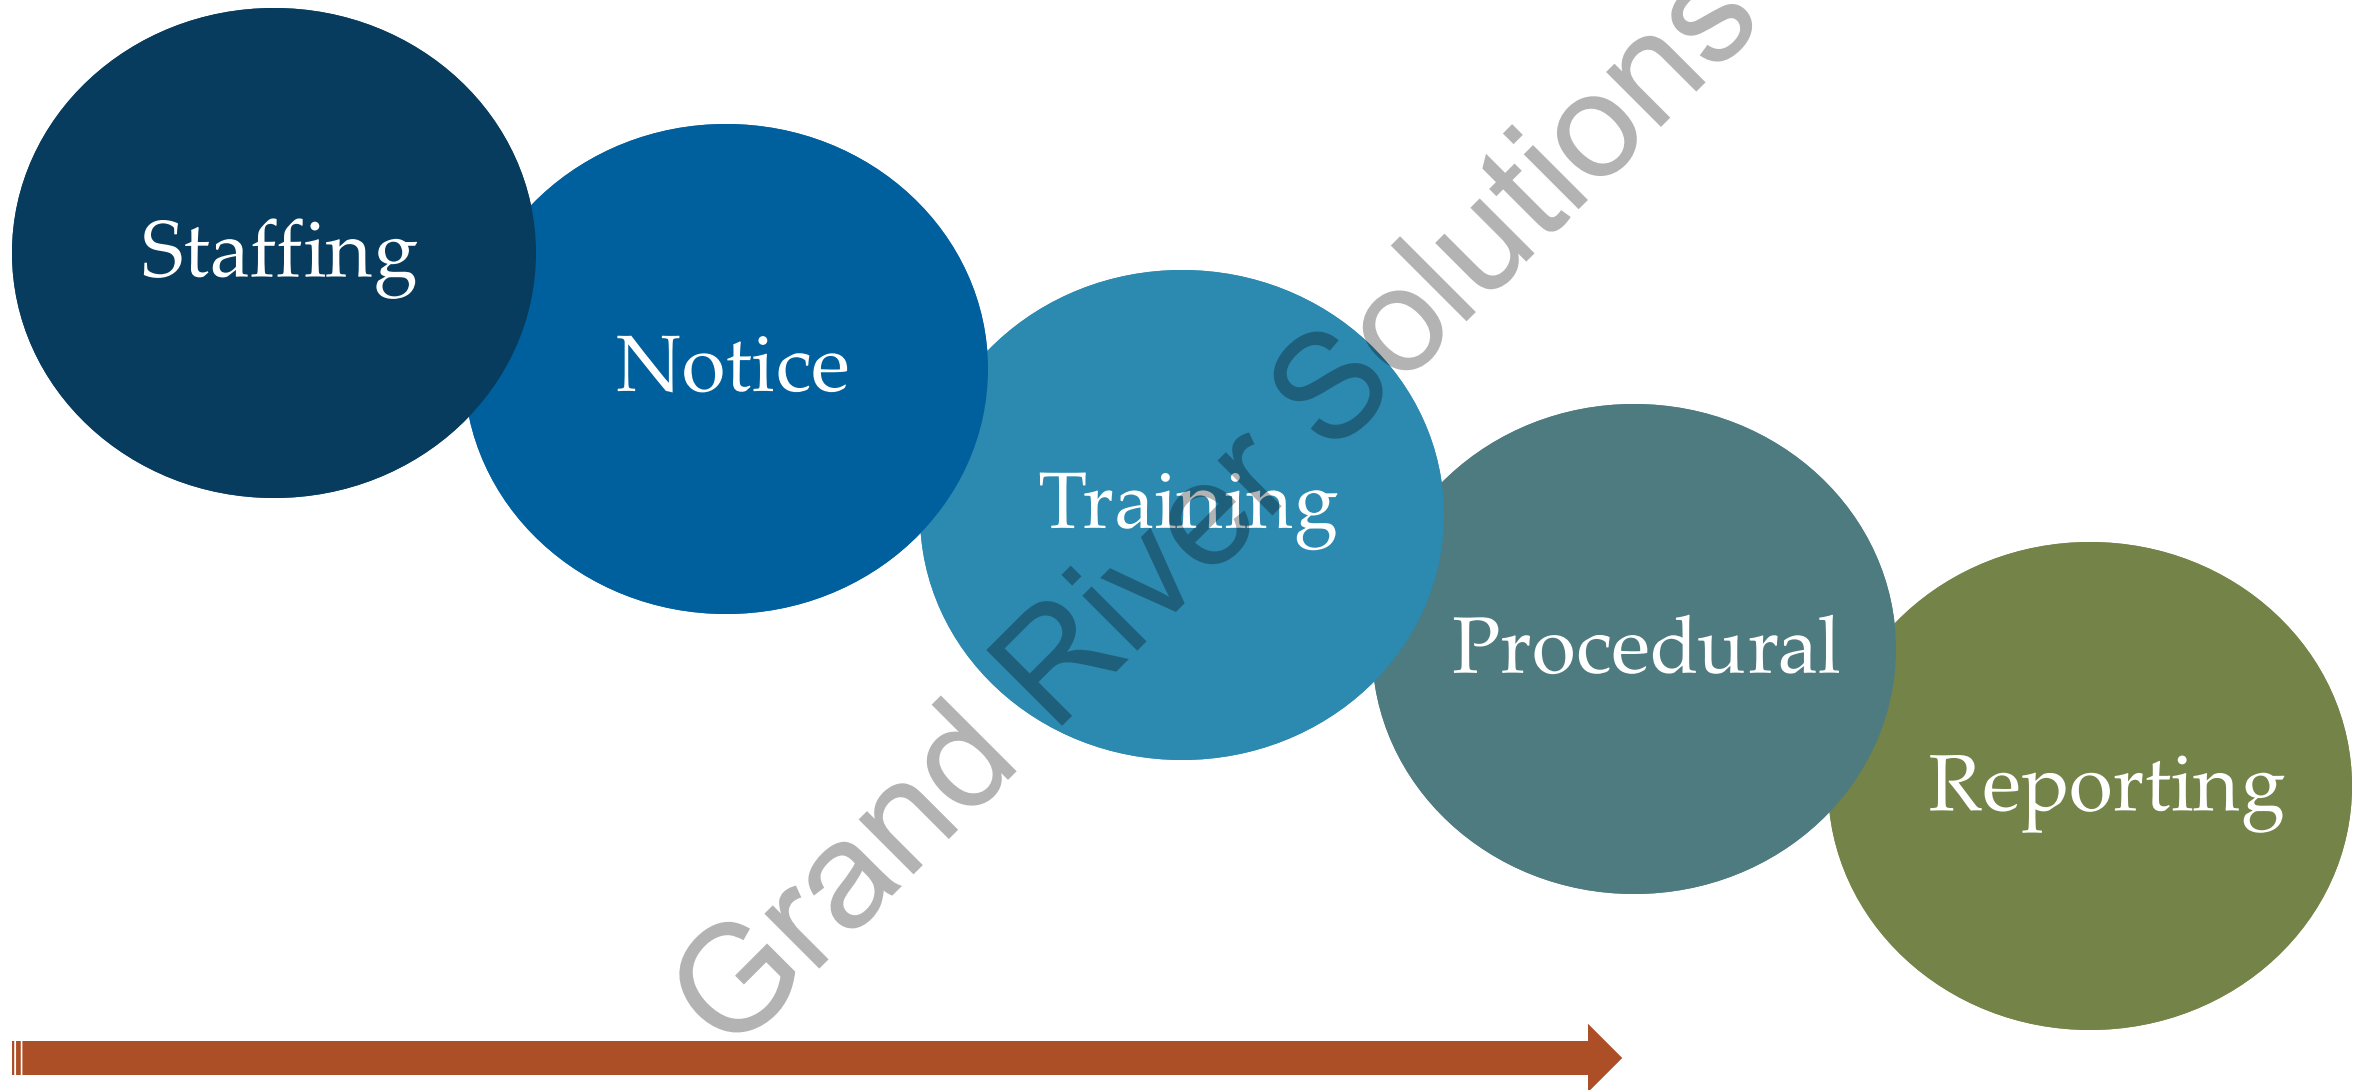 Staffing
Notice
Training
Procedural
Reporting
Grand River Solutions